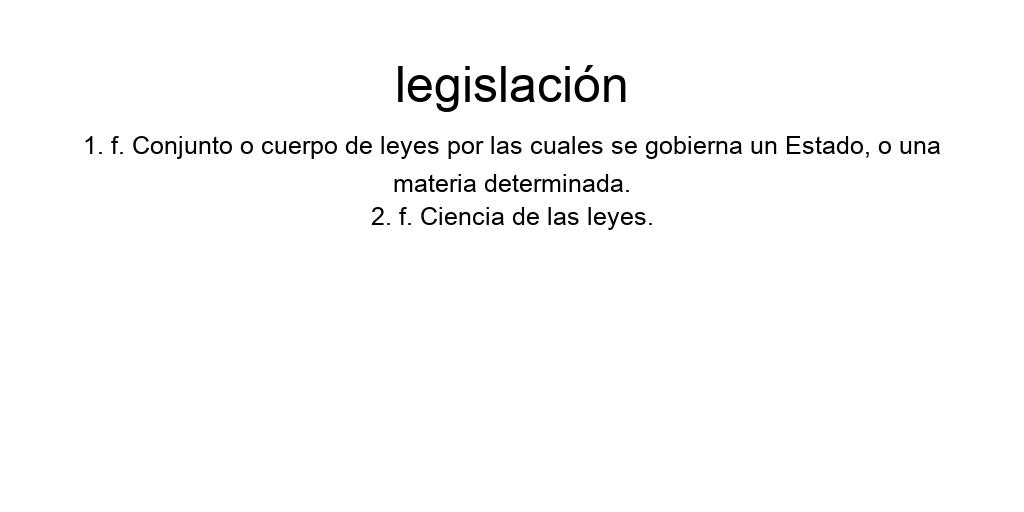 legislación
1. f. Conjunto o cuerpo de leyes por las cuales se gobierna un Estado, o una
materia determinada.
2. f. Ciencia de las leyes.